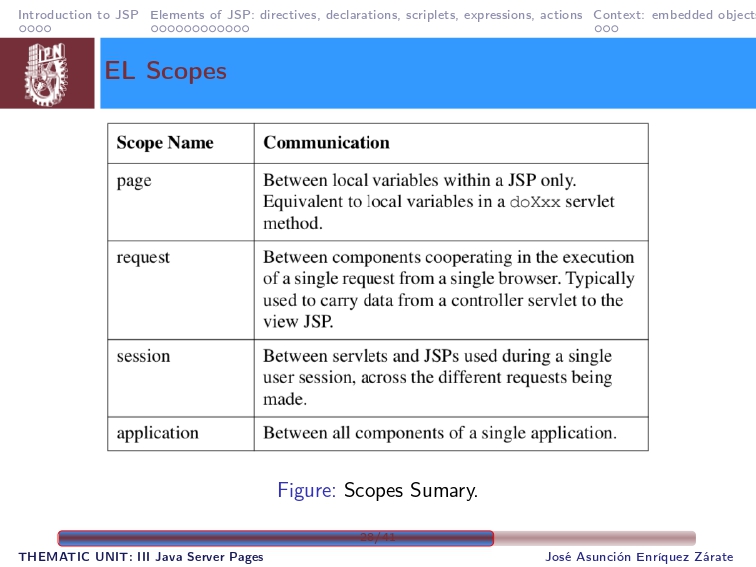 Introduction to JSP Elements of JSP: directives, declarations, scriplets, expressions, actions Context: embedded object
IPN
EL Scopes
Scope Name Communication
page Between local variables within a JSP only.
Equivalent to local variables in a doXxx servlet
method.
request Between components cooperating in the execution
of a single request from a single browser. Typically
used to carry data from a controller servlet to the
view JSP.
session Between servlets and JSPs used during a single
user session, across the different requests being
made.
application Between all components of a single application.
Figure: Scopes Sumary.
28/41
THEMATIC UNIT: III Java Server Pages José Asunción Enríquez Zárate